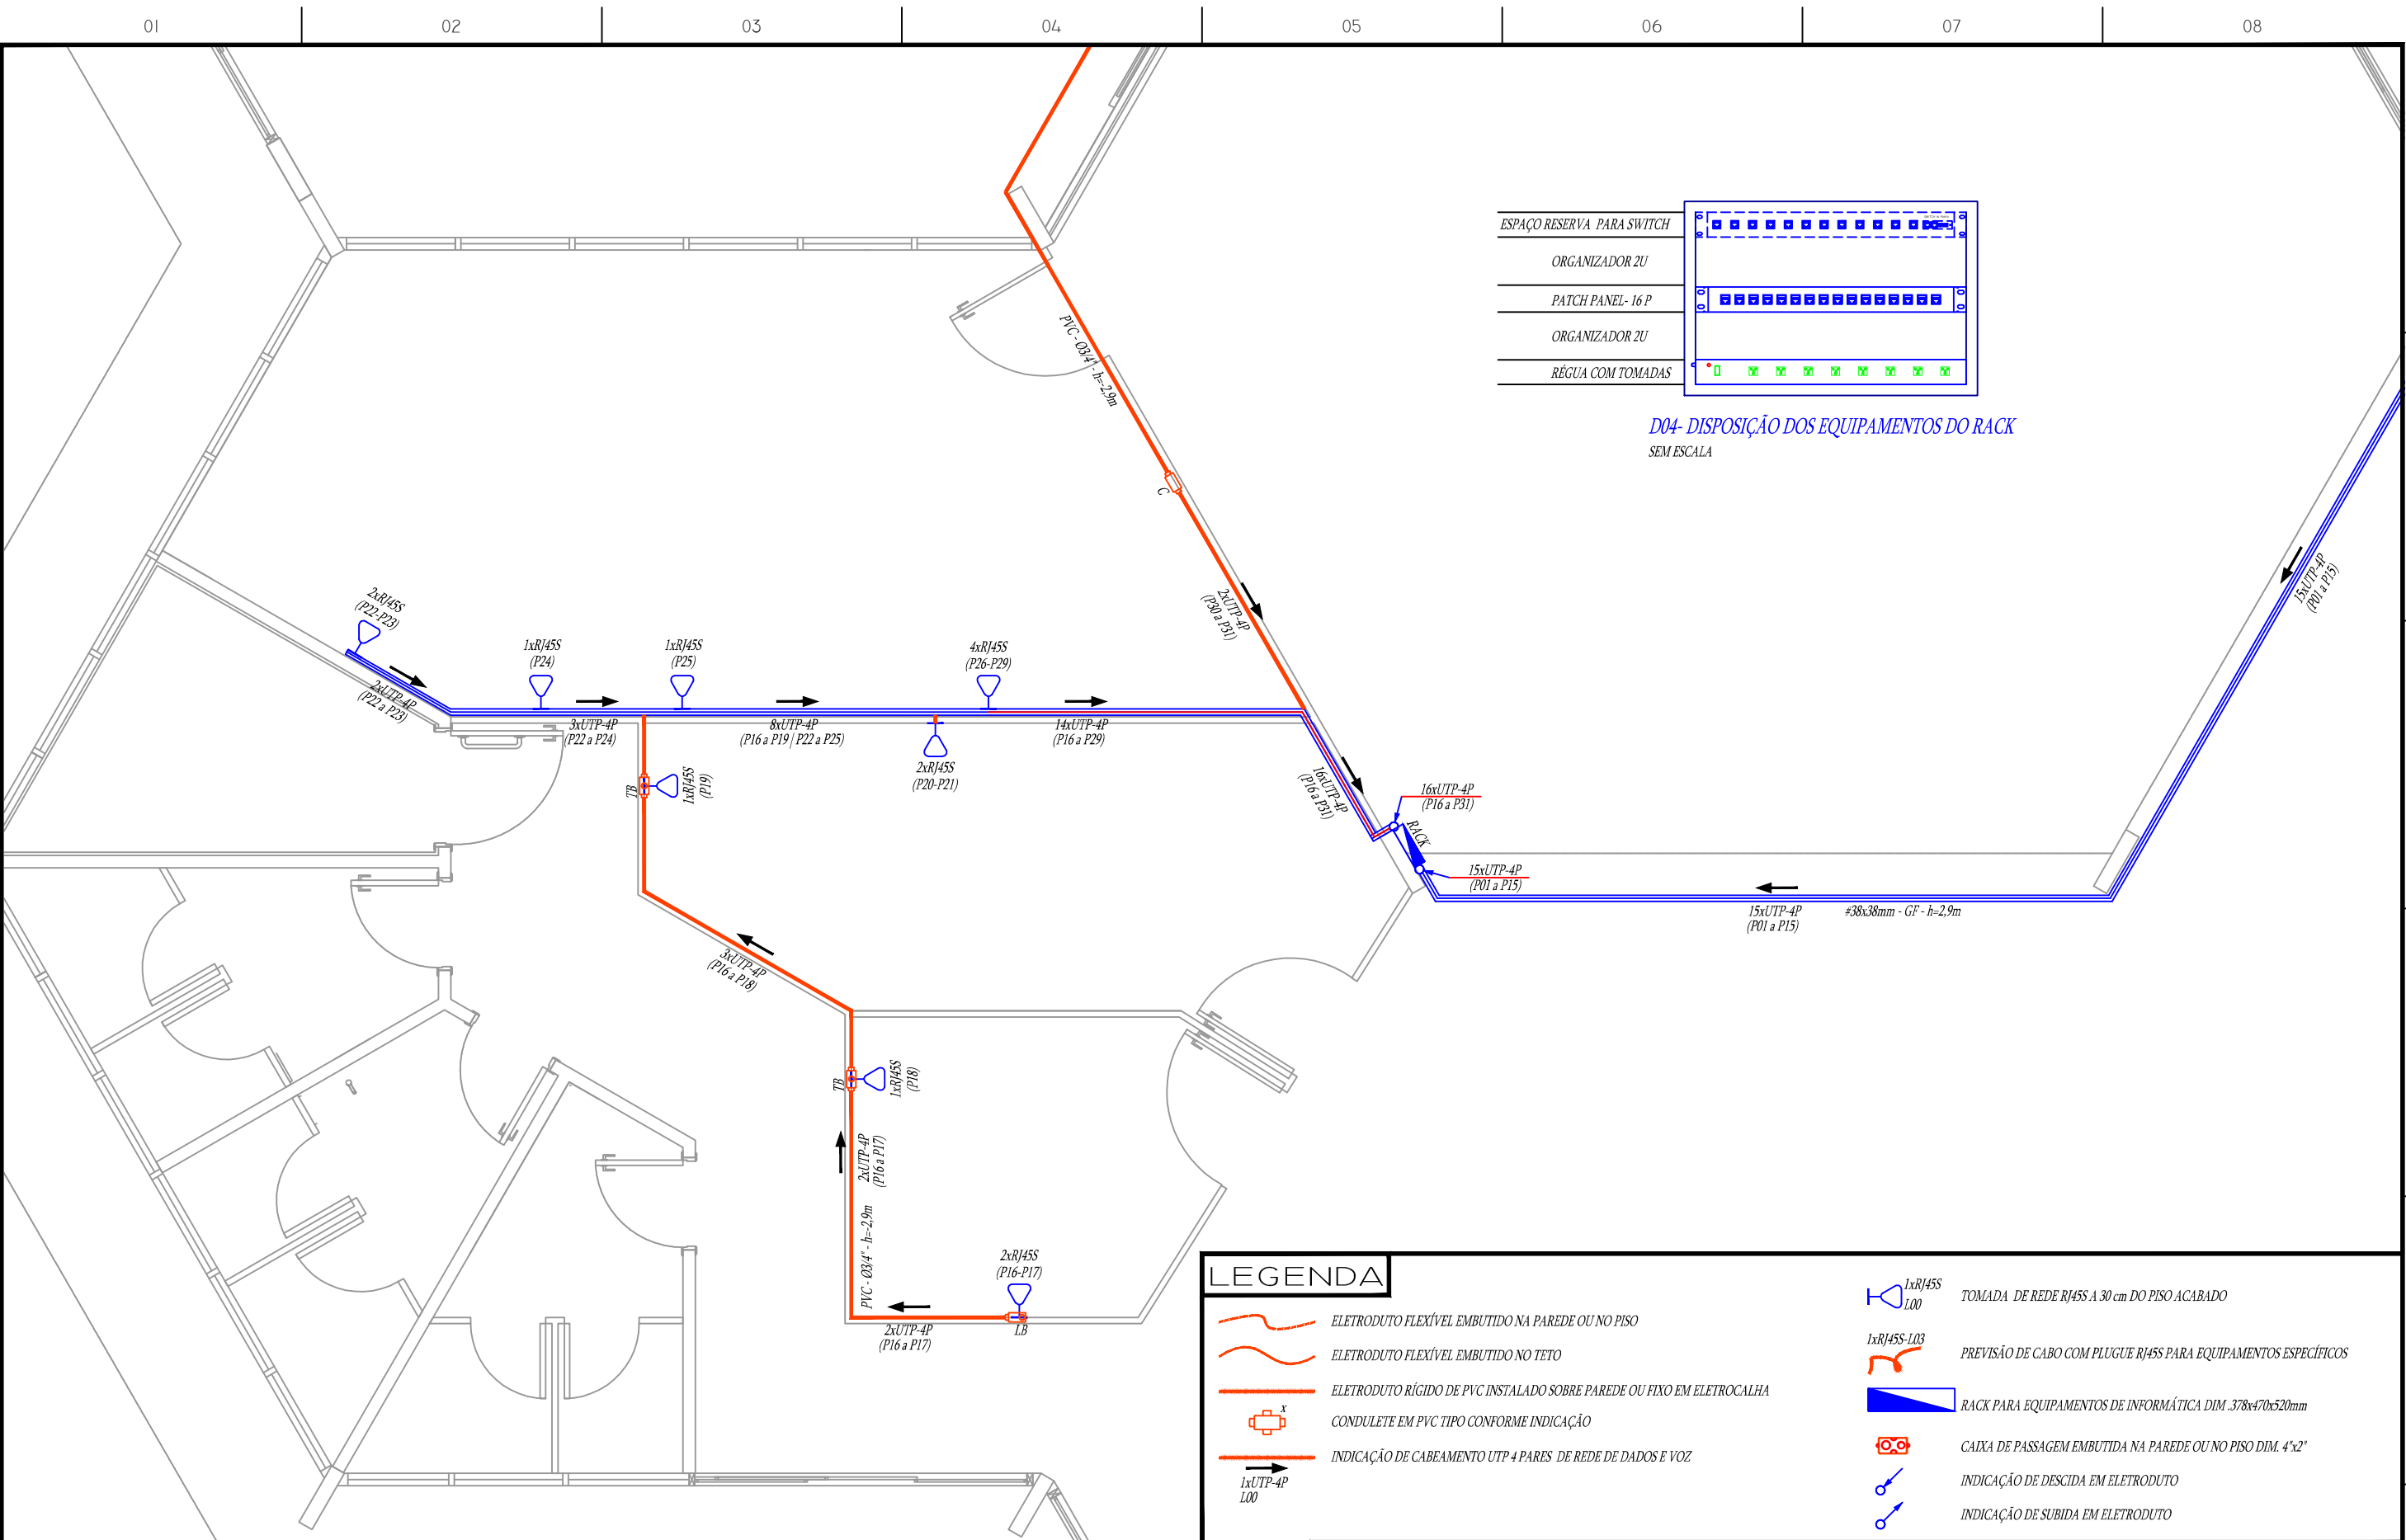 01 02 03 04 05 06 07 08
ESPAÇO RESERVA PARA SWITCH
ORGANIZADOR 2U
PATCH PANEL- 16 P
ORGANIZADOR 2U
RÉGUA COM TOMADAS
D04- DISPOSIÇÃO DOS EQUIPAMENTOS DO RACK
SEM ESCALA
PVC - Ø3/4" - h=2,9m
C
2xUTP-4P
(P30 a P31)
15xUTP-4P
(P01 a P15)
2xRJ45S
(P22-P23)
2xUTP-4P
(P22 a P23)
1xRJ45S
(P24)
3xUTP-4P
(P22 a P24)
1xRJ45S
(P25)
8xUTP-4P
(P16 a P19 / P22 a P25)
4xRJ45S
(P26-P29)
14xUTP-4P
(P16 a P29)
2xRJ45S
(P20-P21)
TB
1xRJ45S
(P19)
16xUTP-4P
(P16 a P31)
16xUTP-4P
(P16 a P31)
RACK
15xUTP-4P
(P01 a P15)
15xUTP-4P
(P01 a P15)
#38x38mm - GF - h=2,9m
3xUTP-4P
(P16 a P18)
TB
1xRJ45S
(P18)
2xUTP-4P
(P16 a P17)
PVC - Ø3/4" - h=2,9m
2xRJ45S
(P16-P17)
LB
2xUTP-4P
(P16 a P17)
LEGENDA
ELETRODUTO FLEXÍVEL EMBUTIDO NA PAREDE OU NO PISO
ELETRODUTO FLEXÍVEL EMBUTIDO NO TETO
ELETRODUTO RÍGIDO DE PVC INSTALADO SOBRE PAREDE OU FIXO EM ELETROCALHA
x
CONDULETE EM PVC TIPO CONFORME INDICAÇÃO
INDICAÇÃO DE CABEAMENTO UTP 4 PARES DE REDE DE DADOS E VOZ
1xUTP-4P
L00
1xRJ45S
L00
TOMADA DE REDE RJ45S A 30 cm DO PISO ACABADO
1xRJ45S-L03
PREVISÃO DE CABO COM PLUGUE RJ45S PARA EQUIPAMENTOS ESPECÍFICOS
RACK PARA EQUIPAMENTOS DE INFORMÁTICA DIM .378x470x520mm
CAIXA DE PASSAGEM EMBUTIDA NA PAREDE OU NO PISO DIM. 4"x2"
INDICAÇÃO DE DESCIDA EM ELETRODUTO
INDICAÇÃO DE SUBIDA EM ELETRODUTO